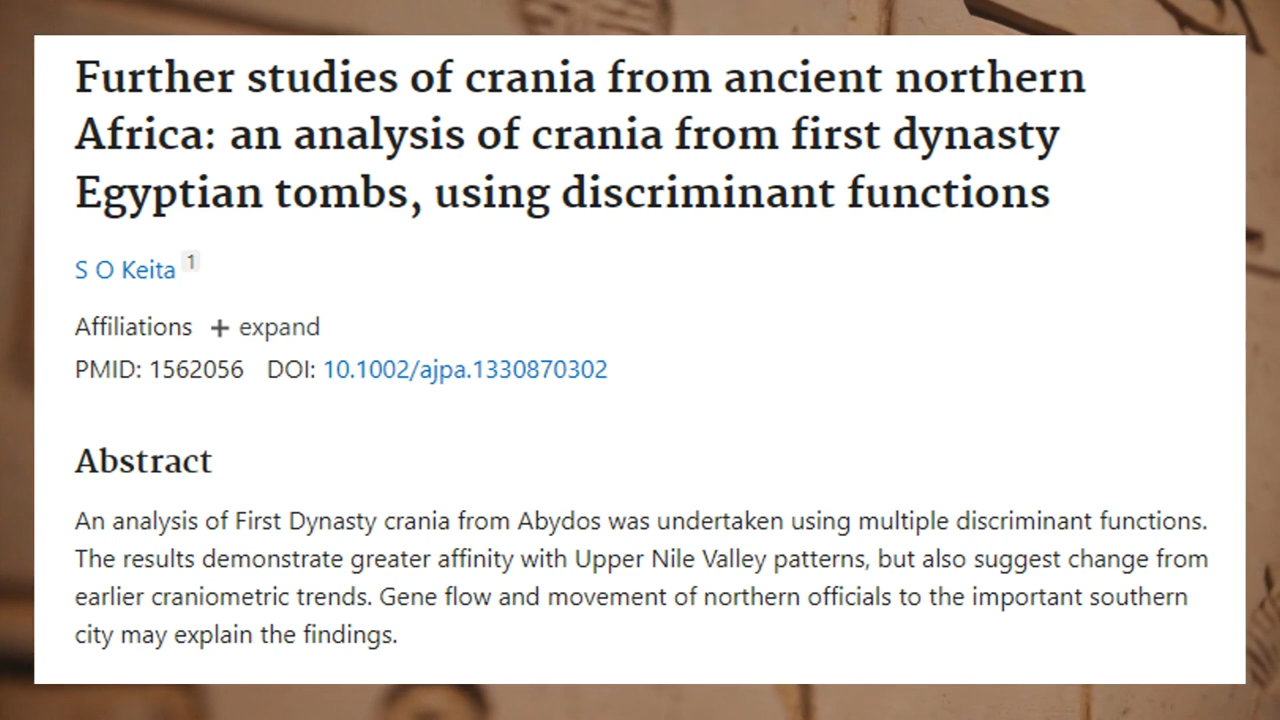 Further studies of crania from ancient northern
Africa: an analysis of crania from first dynasty
Egyptian tombs, using discriminant functions
S O Keita 1
Affiliations + expand
PMID: 1562056 DOI: 10.1002/ajpa.1330870302
Abstract
An analysis of First Dynasty crania from Abydos was undertaken using multiple discriminant functions.
The results demonstrate greater affinity with Upper Nile Valley patterns, but also suggest change from
earlier craniometric trends. Gene flow and movement of northern officials to the important southern
city may explain the findings.